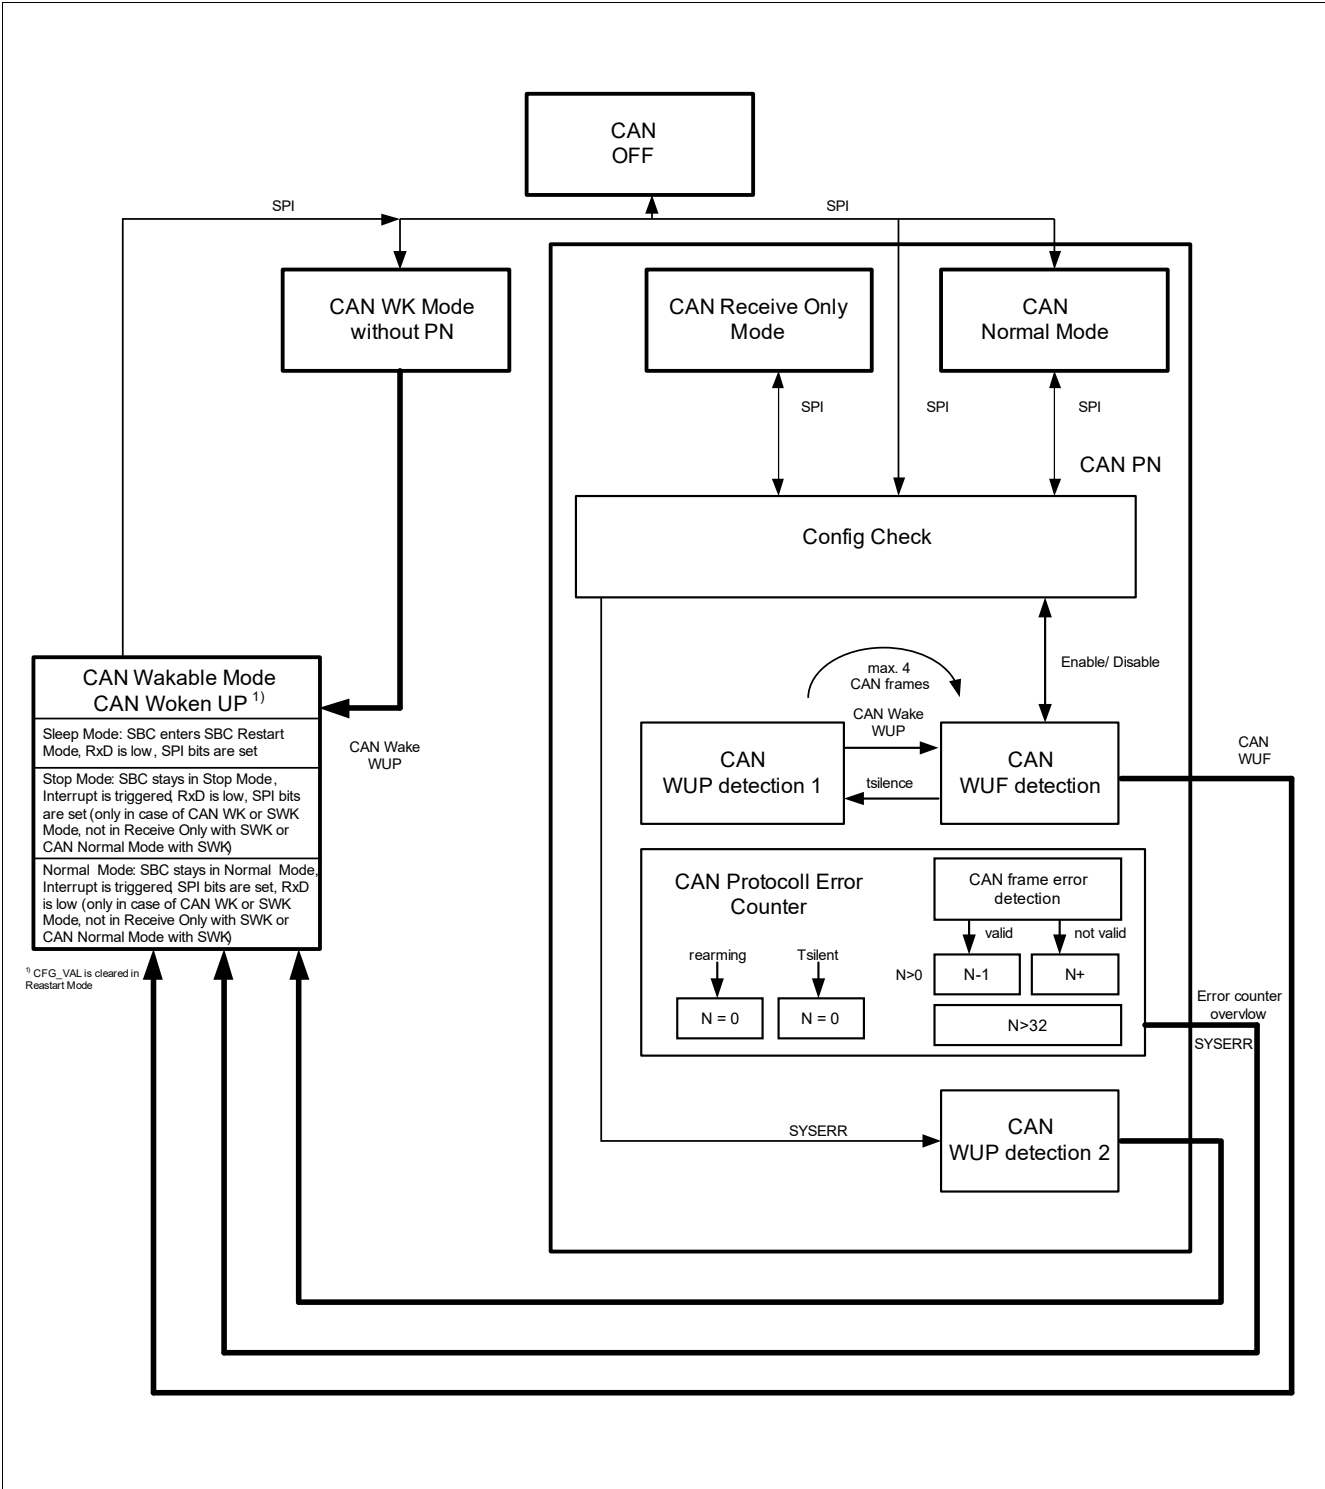 CAN
OFF
SPI
SPI
CAN WK Mode
without PN
CAN Receive Only
Mode
CAN
Normal Mode
SPI
SPI
SPI
CAN PN
Config Check
Enable/ Disable
max. 4
CAN frames
CAN Wake
WUP
CAN
WUP detection 1
tsilence
CAN
WUF detection
CAN
WUF
CAN Wakable Mode
CAN Woken UP 1)
Sleep Mode: SBC enters SBC Restart
Mode, RxD is low, SPI bits are set
Stop Mode: SBC stays in Stop Mode,
Interrupt is triggered, RxD is low, SPI bits
are set (only in case of CAN WK or SWK
Mode, not in Receive Only with SWK or
CAN Normal Mode with SWK)
Normal Mode: SBC stays in Normal Mode,
Interrupt is triggered, SPI bits are set, RxD
is low (only in case of CAN WK or SWK
Mode, not in Receive Only with SWK or
CAN Normal Mode with SWK)
CAN Wake
WUP
1) CFG_VAL is cleared in
Reastart Mode
CAN Protocoll Error
Counter
CAN frame error
detection
valid
not valid
rearming
Tsilent
N>0
N-1
N+
N = 0
N = 0
N>32
Error counter
overvlow
SYSERR
SYSERR
CAN
WUP detection 2